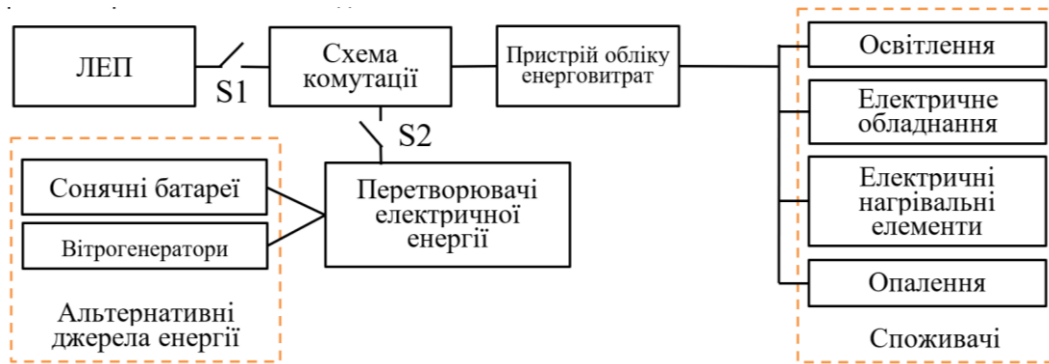 ЛЕП
S1
Схема
комутації
Пристрій обліку
енерговитрат
Освітлення
Електричне
обладнання
Електричні
нагрівальні
елементи
Опалення
Споживачі
S2
Сонячні батареї
Вітрогенератори
Альтернативні
джерела енергії
Перетворювачі
електричної
енергії